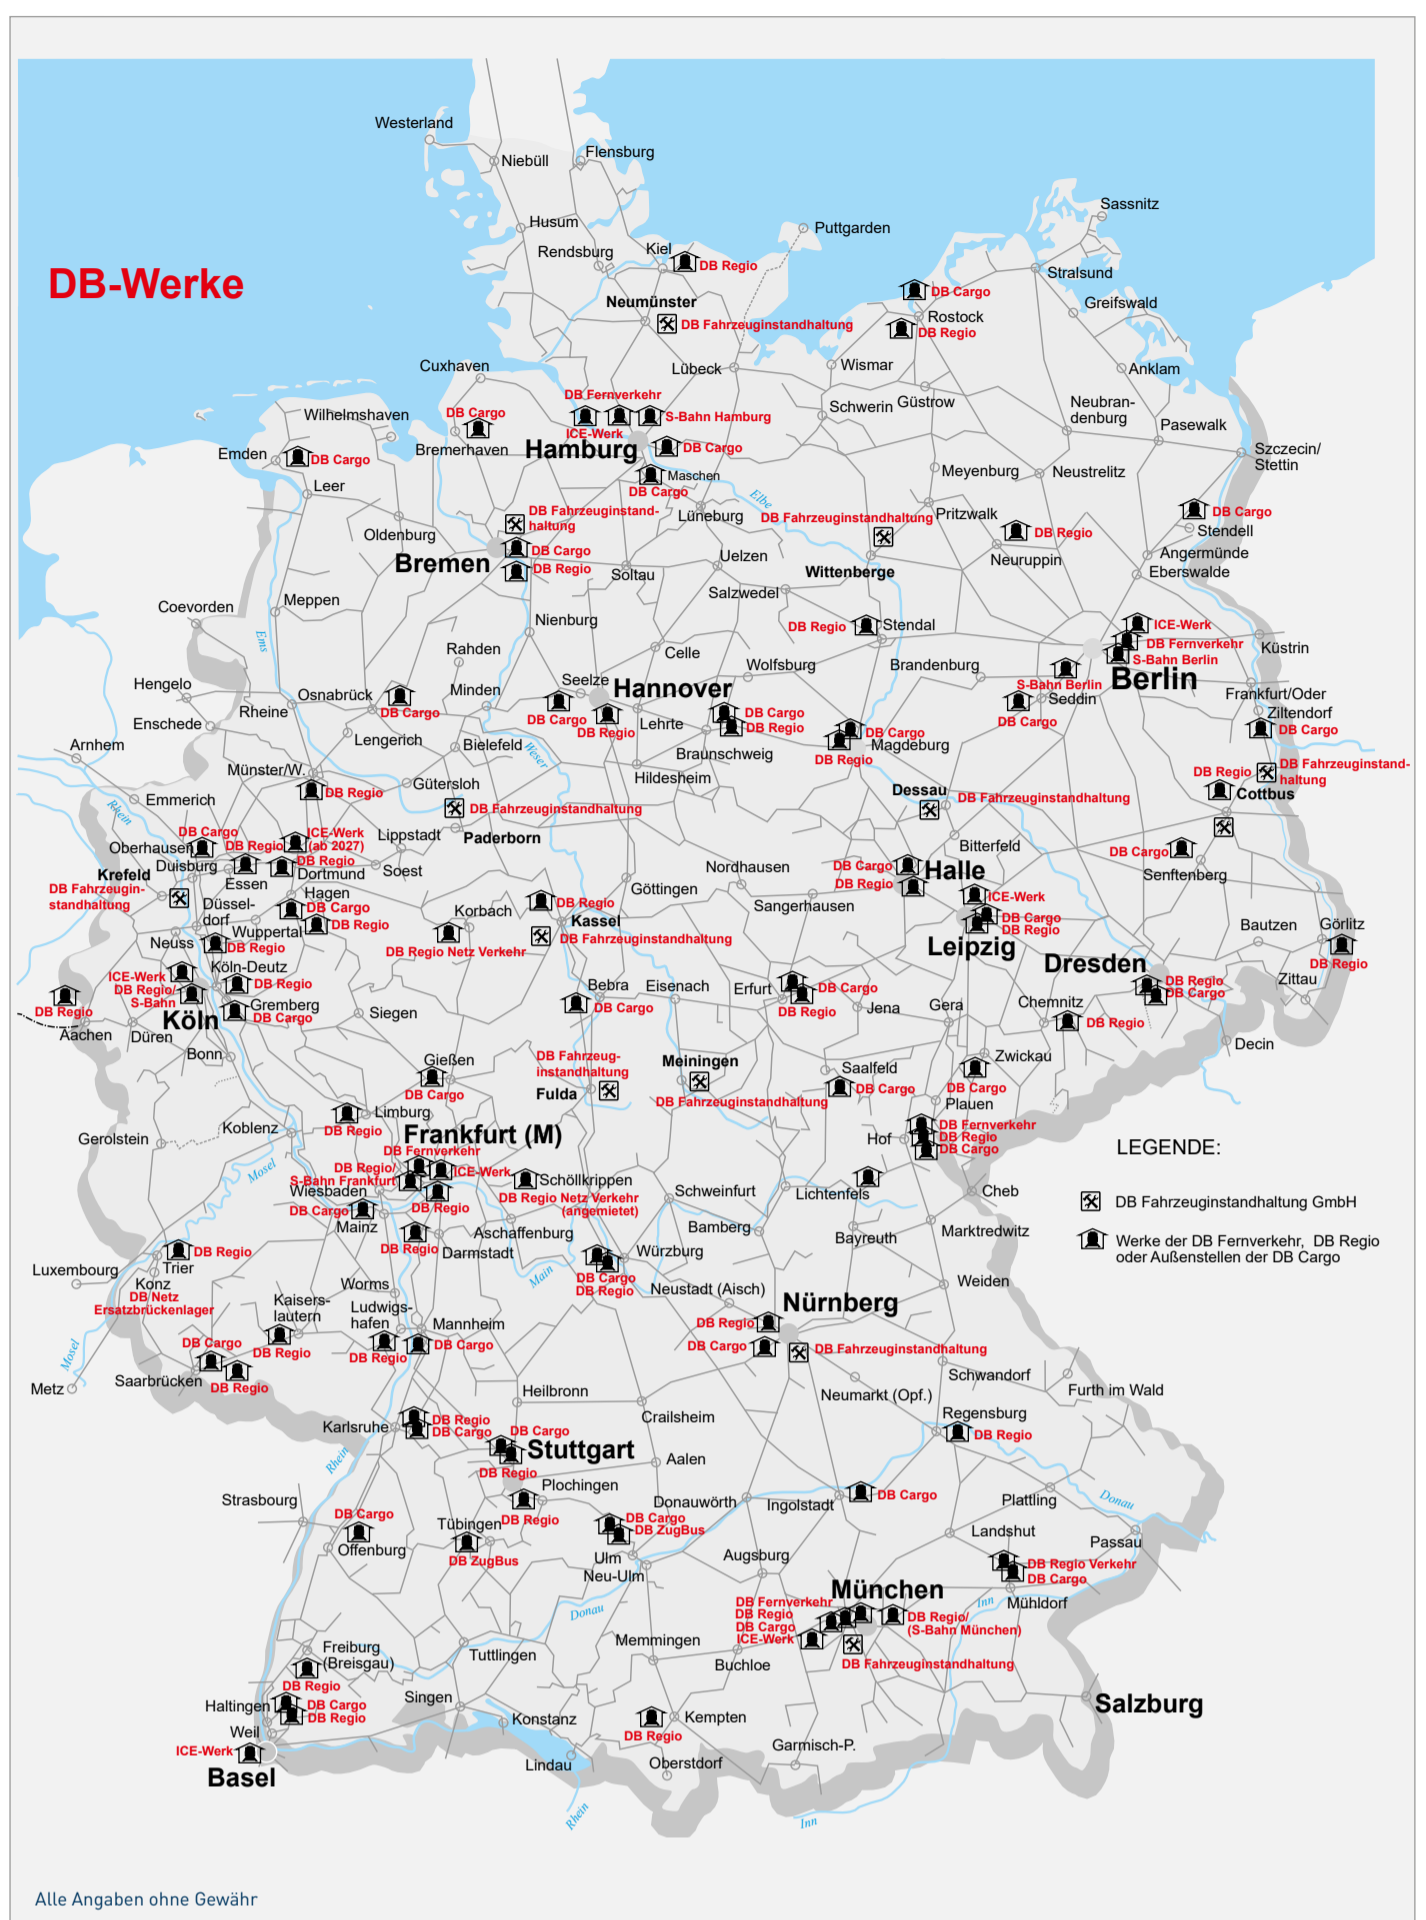 Westerland
Niebüll
Flensburg
Husum
Rendsburg
Kiel
DB Regio
Puttgarden
Sassnitz
Stralsund
Greifswald
DB-Werke
Neumünster
DB Fahrzeuginstandhaltung
DB Cargo
Rostock
DB Regio
Cuxhaven
Lübeck
Wismar
Anklam
DB Fernverkehr
Wilhelmshaven
DB Cargo
S-Bahn Hamburg
ICE-Werk
Schwerin
Güstrow
Neubran-
denburg
Pasewalk
Emden
DB Cargo
Bremerhaven
Hamburg
DB Cargo
Szczecin/
Stettin
Leer
Maschen
DB Cargo
Meyenburg
Neustrelitz
Elbe
DB Fahrzeuginstand-
haltung
Lüneburg
DB Fahrzeuginstandhaltung
Pritzwalk
DB Cargo
Stendell
Oldenburg
DB Cargo
Bremen
DB Regio
Soltau
Uelzen
Wittenberge
DB Regio
Neuruppin
Angermünde
Eberswalde
Coevorden
Meppen
Nienburg
Salzwedel
Ems
DB Regio
Stendal
ICE-Werk
DB Fernverkehr
S-Bahn Berlin
Küstrin
Rahden
Celle
Wolfsburg
Brandenburg
Berlin
S-Bahn Berlin
Hengelo
Osnabrück
DB Cargo
Minden
Seelze
Hannover
Seddin
DB Cargo
Frankfurt/Oder
Ziltendorf
DB Cargo
Enschede
Rheine
DB Cargo
DB Regio
Lehrte
DB Cargo
DB Regio
DB Cargo
Magdeburg
DB Regio
Arnhem
Lengerich
Bielefeld
Weser
Braunschweig
Hildesheim
Münster/W.
DB Regio
Gütersloh
DB Regio
DB Fahrzeuginstand-
haltung
Cottbus
Rhein
Emmerich
DB Fahrzeuginstandhaltung
Paderborn
Dessau
DB Fahrzeuginstandhaltung
DB Cargo
Oberhausen
DB Regio
ICE-Werk
(ab 2027)
Lippstadt
Bitterfeld
DB Cargo
Duisburg
DB Regio
Dortmund
Soest
Nordhausen
DB Cargo
Halle
Senftenberg
Krefeld
DB Fahrzeugin-
standhaltung
Essen
Hagen
DB Cargo
Göttingen
DB Regio
Sangerhausen
ICE-Werk
Düssel-
dorf
Wuppertal
DB Regio
Korbach
DB Regio
Kassel
DB Cargo
DB Regio
Leipzig
Bautzen
Görlitz
DB Regio
Neuss
DB Regio
DB Regio Netz Verkehr
DB Fahrzeuginstandhaltung
Dresden
ICE-Werk
DB Regio/
S-Bahn
Köln-Deutz
DB Regio
Bebra
Eisenach
Erfurt
DB Cargo
DB Regio
DB Regio
DB Cargo
Zittau
DB Regio
Aachen
Düren
Köln
Gremberg
DB Cargo
Siegen
DB Cargo
Jena
Gera
Chemnitz
DB Regio
Bonn
Decin
Gießen
DB Cargo
DB Fahrzeug-
instandhaltung
Fulda
Meiningen
DB Fahrzeuginstandhaltung
Saalfeld
DB Cargo
Zwickau
DB Cargo
Plauen
Limburg
DB Regio
Gerolstein
Koblenz
Frankfurt (M)
DB Fernverkehr
Hof
DB Fernverkehr
DB Regio
DB Cargo
LEGENDE:
Mosel
DB Regio/
S-Bahn Frankfurt
ICE-Werk
Schöllkrippen
DB Regio Netz Verkehr
(angemietet)
Wiesbaden
DB Cargo
Mainz
DB Regio
Schweinfurt
Lichtenfels
Cheb
DB Fahrzeuginstandhaltung GmbH
Bamberg
Bayreuth
Marktredwitz
Aschaffenburg
DB Regio
Darmstadt
Würzburg
Werke der DB Fernverkehr, DB Regio
oder Außenstellen der DB Cargo
DB Regio
Trier
Luxembourg
Konz
DB Netz
Ersatzbrückenlager
Main
DB Cargo
DB Regio
Neustadt (Aisch)
Weiden
Worms
Kaisers-
lautern
DB Regio
Ludwigs-
hafen
DB Regio
Mannheim
DB Cargo
Nürnberg
DB Regio
DB Cargo
DB Fahrzeuginstandhaltung
Mosel
DB Cargo
Saarbrücken
DB Regio
Metz
Heilbronn
Neumarkt (Opf.)
Schwandorf
Furth im Wald
Karlsruhe
DB Regio
DB Cargo
Crailsheim
Regensburg
DB Regio
Rhein
DB Cargo
Stuttgart
DB Regio
Aalen
Strasbourg
Plochingen
DB Regio
Donauwörth
Ingolstadt
DB Cargo
Plattling
Donau
DB Cargo
Offenburg
Tübingen
DB ZugBus
DB Cargo
DB ZugBus
Ulm
Neu-Ulm
Augsburg
Landshut
Passau
DB Regio Verkehr
DB Cargo
Mühldorf
Inn
Donau
München
DB Fernverkehr
DB Regio
DB Cargo
ICE-Werk
DB Regio/
(S-Bahn München)
DB Fahrzeuginstandhaltung
Freiburg
(Breisgau)
DB Regio
Tuttlingen
Memmingen
Buchloe
Haltingen
DB Cargo
DB Regio
Singen
Konstanz
DB Regio
Kempten
Salzburg
Weil
ICE-Werk
Basel
Lindau
Oberstdorf
Garmisch-P.
Rhein
Inn
Alle Angaben ohne Gewähr